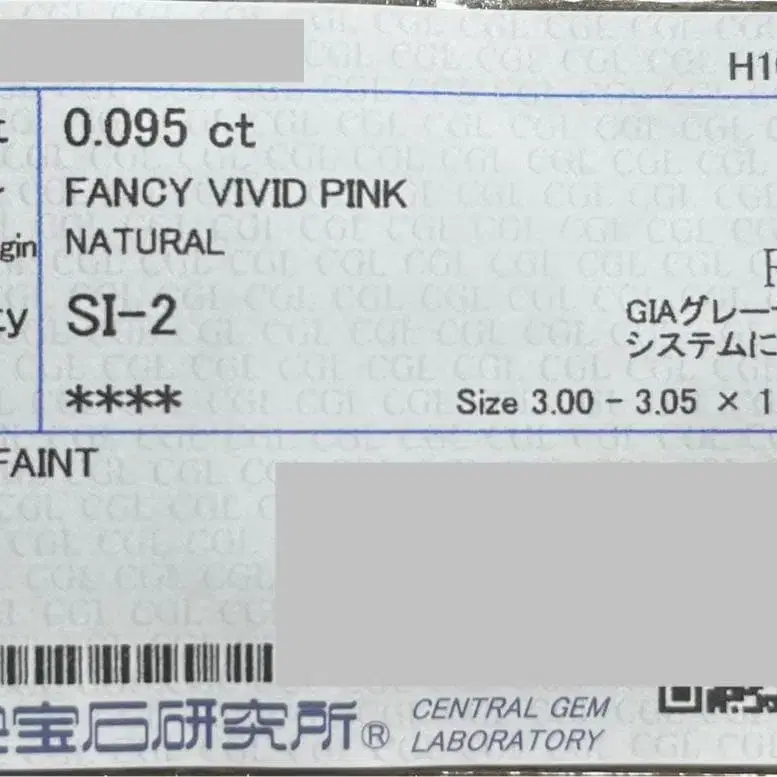 H1
t 0.095 ct
r FANCY VIVID PINK
gin NATURAL
ty SI-2
GIAグレー
システムに
**** Size 3.00 - 3.05 × 1
FAINT
宝石研究所® CENTRAL GEM
LABORATORY